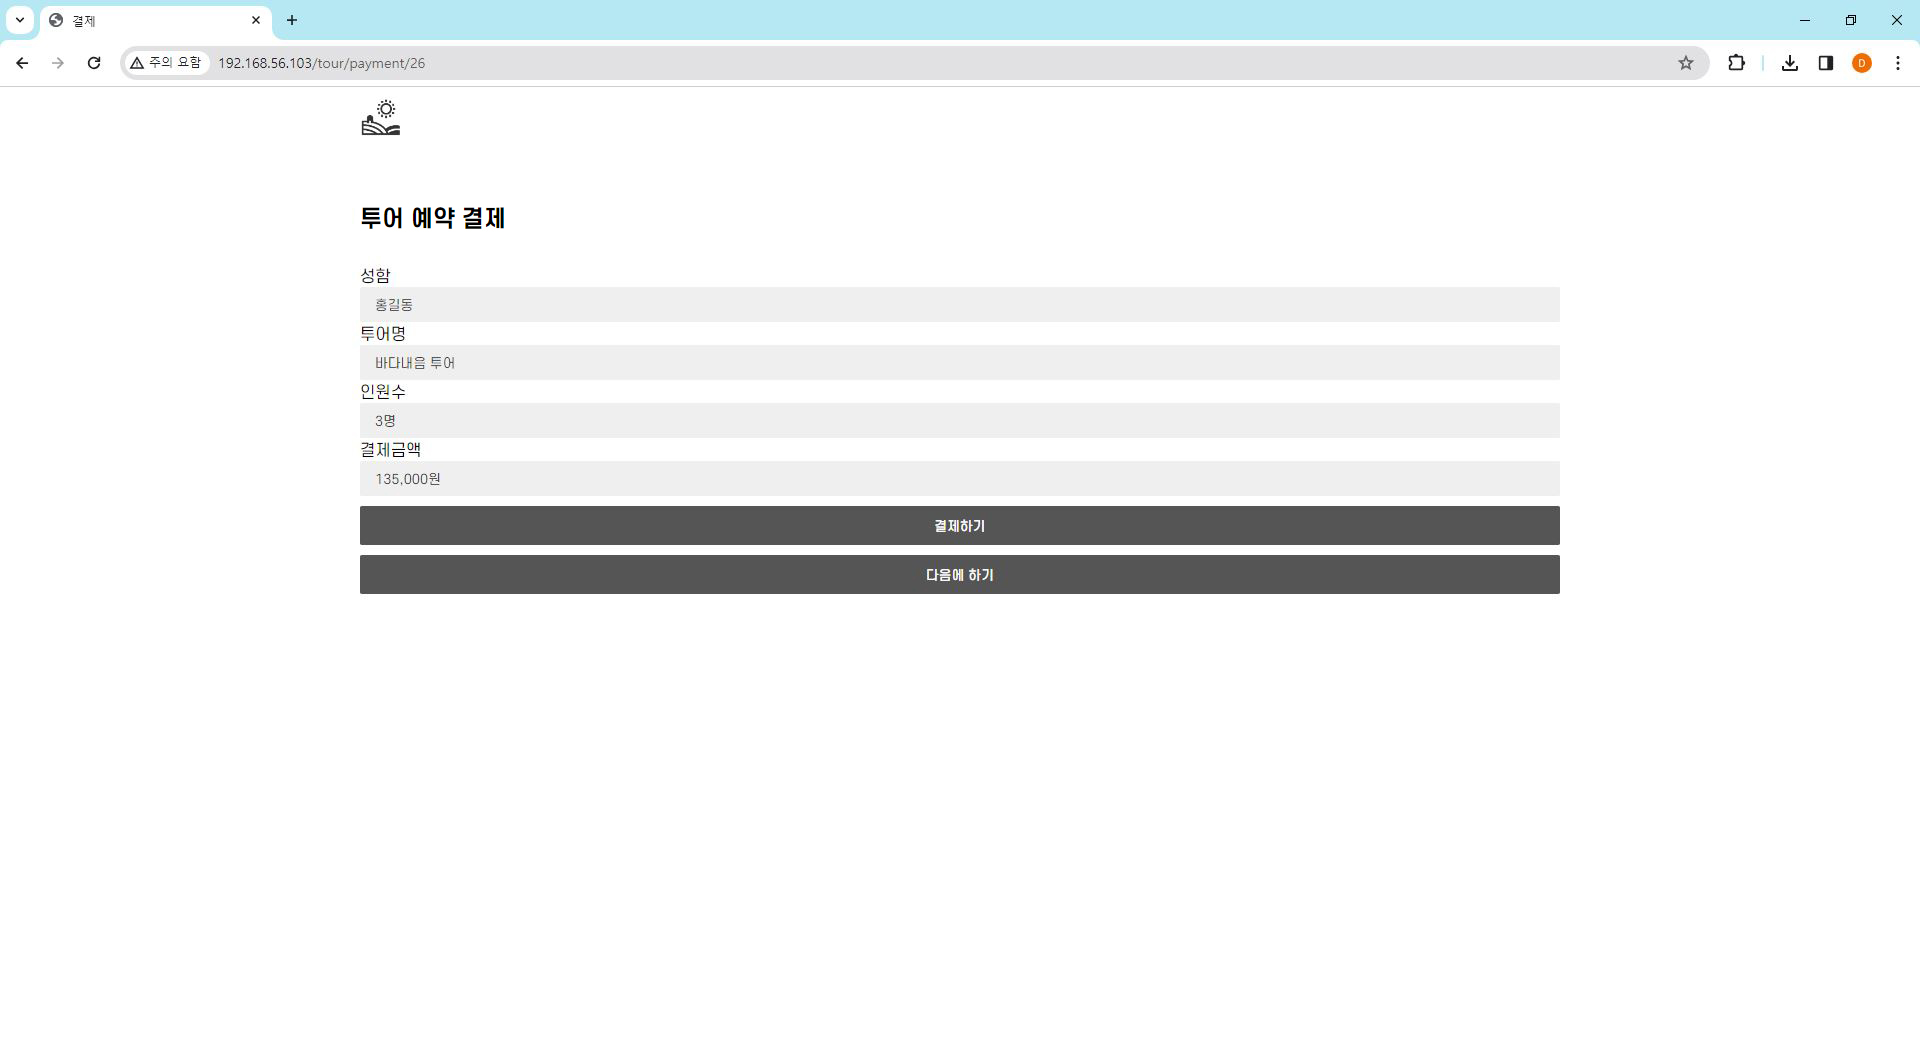 결제
주의 요함 192.168.56.103/tour/payment/26
D
투어 예약 결제
성함
홍길동
투어명
바다내음 투어
인원수
3명
결제금액
135,000원
결제하기
다음에 하기